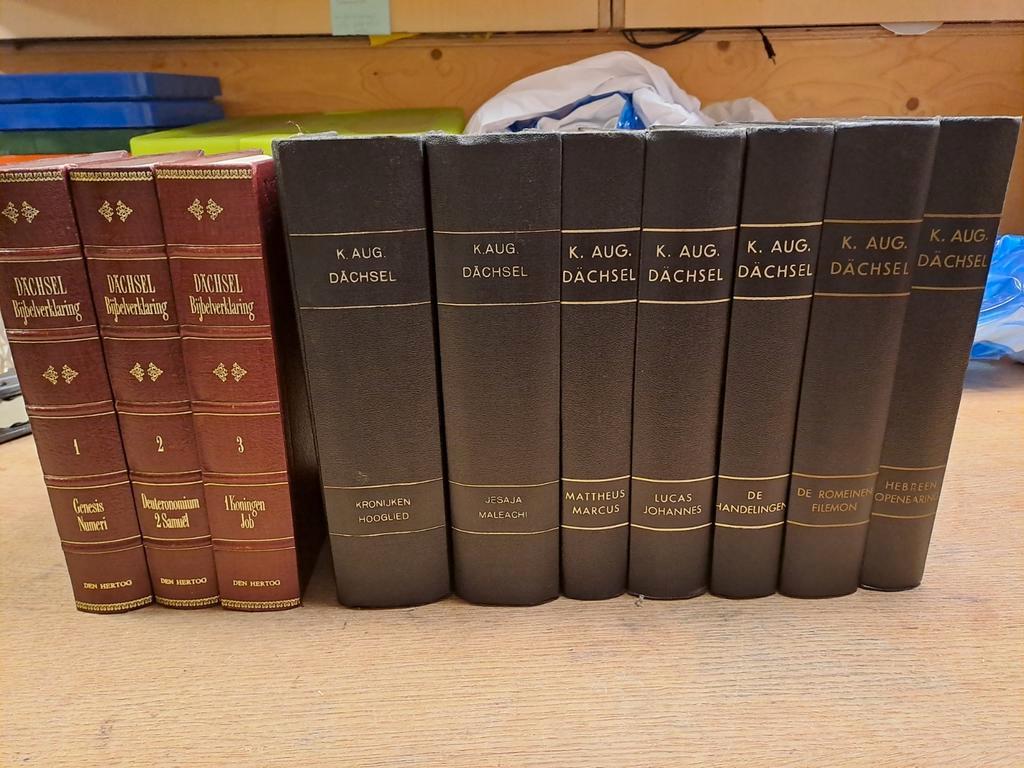 DÄCHSEL
Bijbelverklaring
1
Genesis
Numeri
DEN HERTOG
DÄCHSEL
Bijbelverklaring
2
Deuteronomium
2 Samuel
DEN HERTOG
DÄCHSEL
Bijbelverklaring
3
1 Koningen
Job
DEN HERTOG
K. AUG.
DÄCHSEL
KRONIJKEN
HOOGLIED
K. AUG.
DÄCHSEL
JESAJA
MALEACHI
K. AUG.
DÄCHSEL
MATTHEUS
MARCUS
K. AUG.
DÄCHSEL
LUCAS
JOHANNES
K. AUG.
DÄCHSEL
DE
HANDELINGEN
K. AUG.
DÄCHSEL
DE ROMEINEN
FILEMON
K. AUG.
DÄCHSEL
HEBREEN
OPENBARING